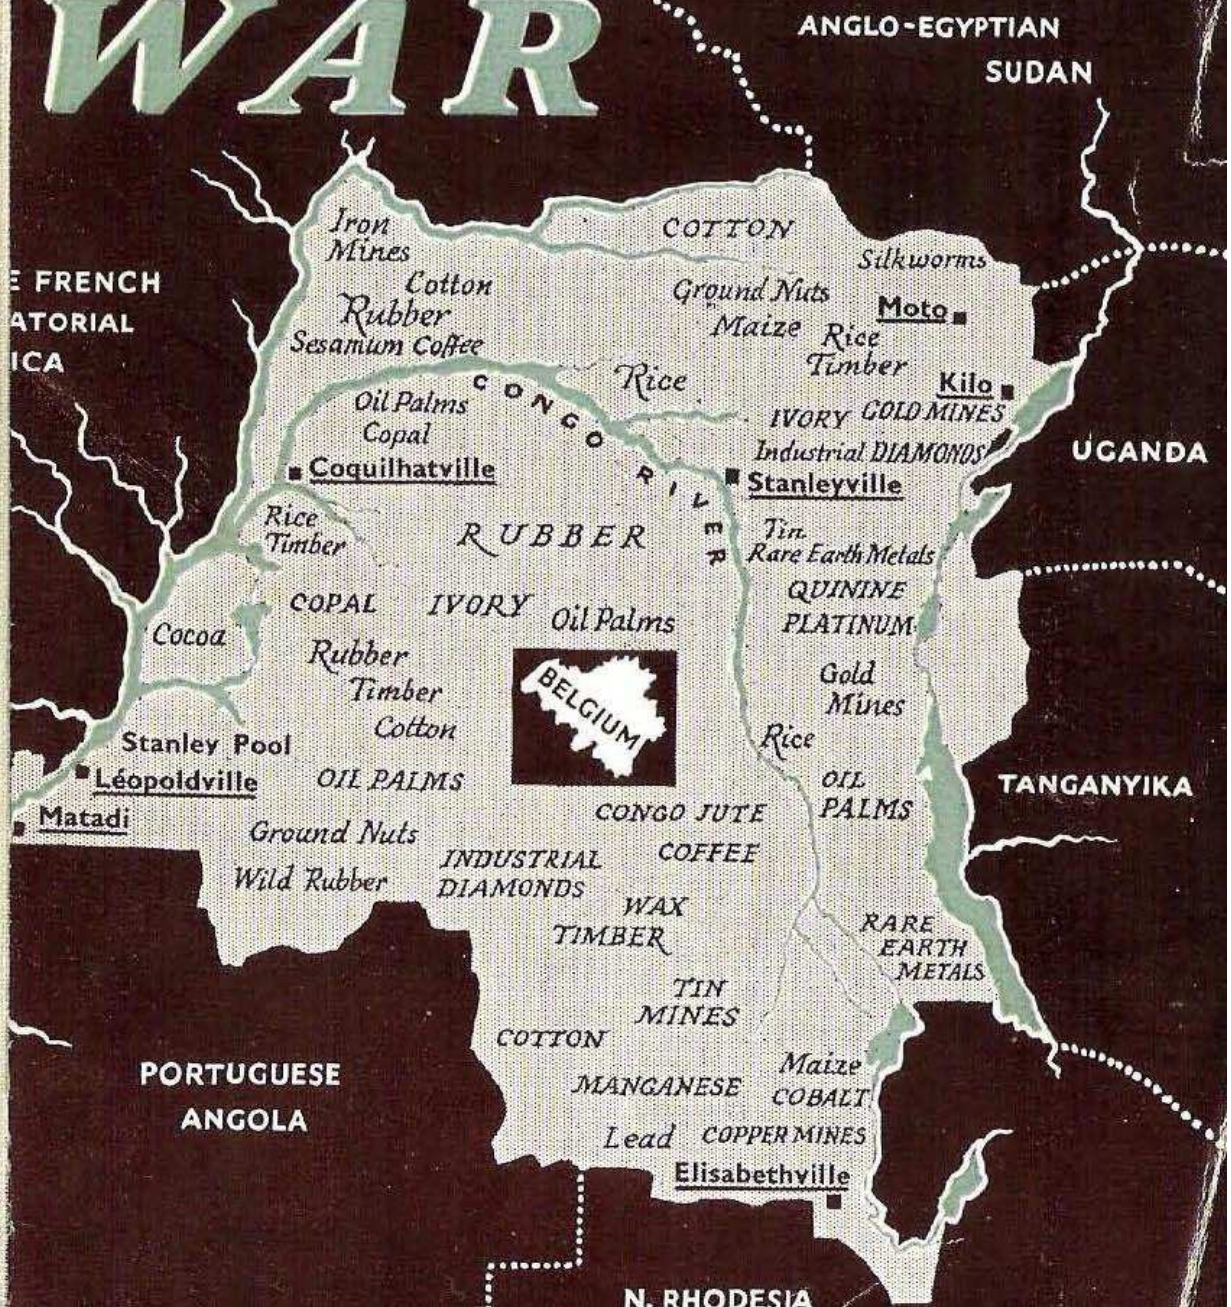 WAR
ANGLO-EGYPTIAN
SUDAN
E FRENCH
ATORIAL
ICA
Iron
Mines
COTTON
Silkworms
Cotton
Ground Nuts
Moto
Rubber
Maize
Rice
Timber
Sesamum Coffee
Rice
Kilo
Oil Palms
Copal
IVORY GOLD MINES
Industrial DIAMONDS
UGANDA
CONGO RIVER
Coquilhatville
Stanleyville
Rice
Timber
RUBBER
Tin
Rare Earth Metals
QUININE
PLATINUM
COPAL
IVORY
Oil Palms
Cocoa
Rubber
Timber
BELGIUM
Gold
Mines
Cotton
Rice
Stanley Pool
Léopoldville
OIL PALMS
OIL
PALMS
TANGANYIKA
Matadi
Ground Nuts
CONGO JUTE
COFFEE
INDUSTRIAL
DIAMONDS
Wild Rubber
WAX
TIMBER
RARE
EARTH
METALS
TIN
MINES
COTTON
PORTUGUESE
ANGOLA
Maize
COBALT
MANGANESE
Lead
COPPER MINES
Elisabethville
N. RHODESIA